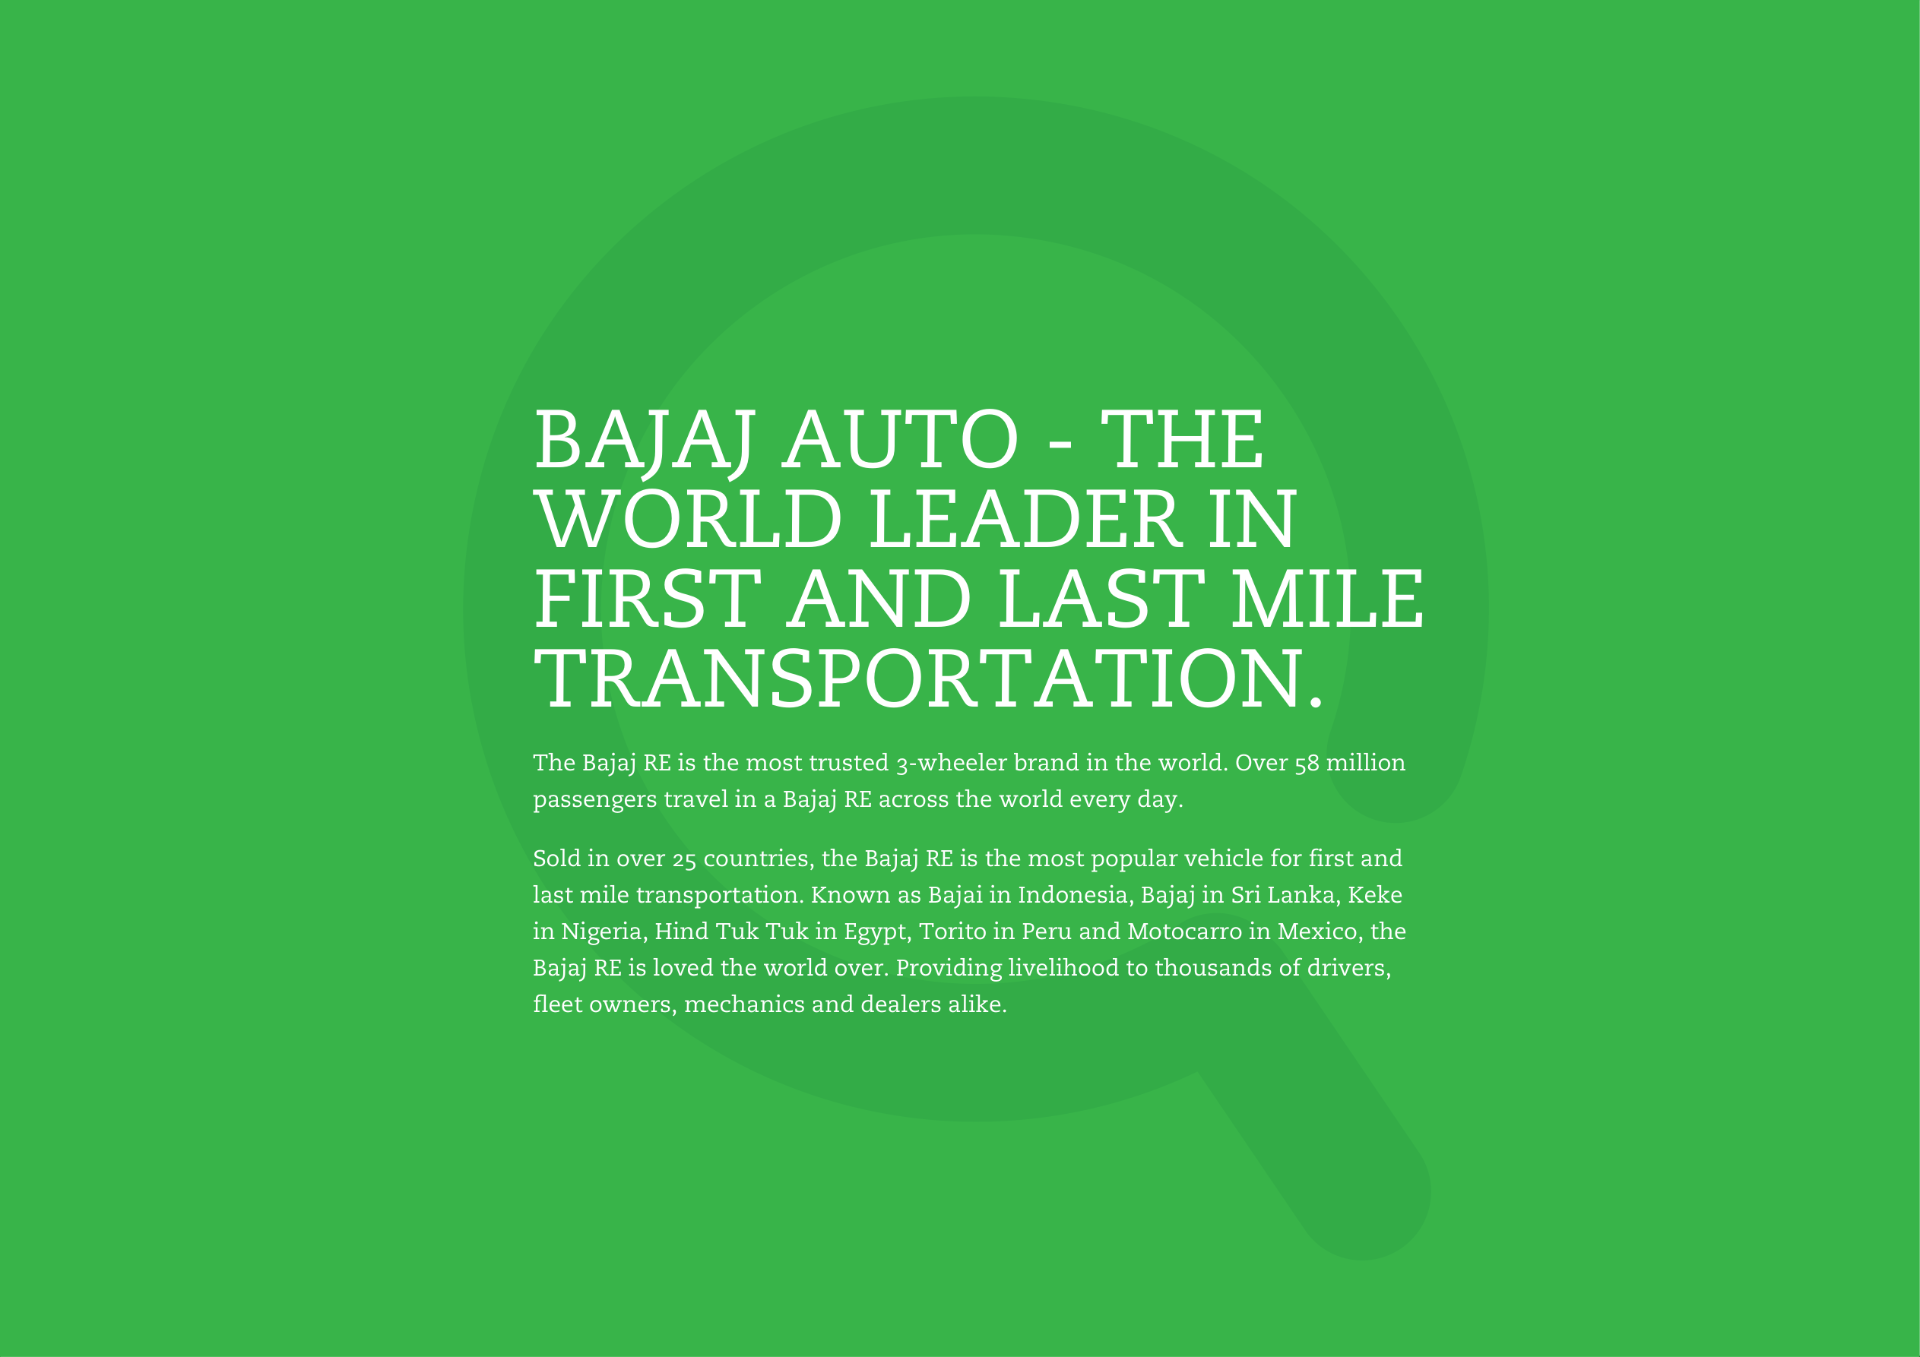 BAJAJ AUTO - THE
WORLD LEADER IN
FIRST AND LAST MILE
TRANSPORTATION.
The Bajaj RE is the most trusted 3-wheeler brand in the world. Over 58 million
passengers travel in a Bajaj RE across the world every day.
Sold in over 25 countries, the Bajaj RE is the most popular vehicle for first and
last mile transportation. Known as Bajai in Indonesia, Bajaj in Sri Lanka, Keke
in Nigeria, Hind Tuk Tuk in Egypt, Torito in Peru and Motocarro in Mexico, the
Bajaj RE is loved the world over. Providing livelihood to thousands of drivers,
fleet owners, mechanics and dealers alike.